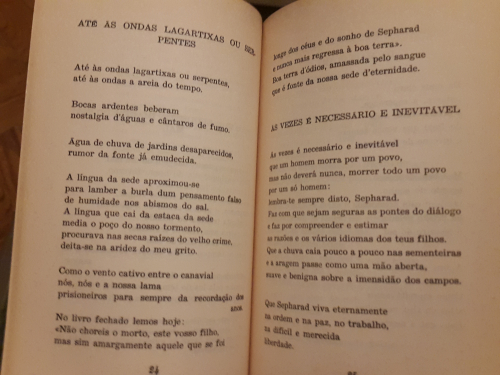 ATÉ ÀS ONDAS LAGARTIXAS OU SER-
PENTES
Até às ondas lagartixas ou serpentes,
até às ondas a areia do tempo.
Bocas ardentes beberam
nostalgia d'águas e cântaros de fumo.
Água de chuva de jardins desaparecidos,
rumor da fonte já emudecida.
A língua da sede aproximou-se
para lamber a burla dum pensamento falso
de humidade nos abismos do sal.
A língua que cai da estaca da sede
media o poço do nosso tormento,
procurava nas secas raízes do velho crime,
deita-se na aridez do meu grito.
Como o vento cativo entre o canavial
nós, nós e a nossa lama
prisioneiros para sempre da recordação dos
anos.
No livro fechado lemos hoje:
«Não choreis o morto, este vosso filho,
mas sim amargamente aquele que se foi
24
longe dos céus e do sonho de Sepharad
e nunca mais regressa à boa terra».
Boa terra d'ódios, amassada pelo sangue
que é fonte da nossa sede d'eternidade.
ÀS VEZES É NECESSÁRIO E INEVITÁVEL
Às vezes é necessário e inevitável
que um homem morra por um povo,
mas não deverá nunca, morrer todo um povo
por um só homem:
lembra-te sempre disto, Sepharad.
Faz com que sejam seguras as pontes do diálogo
e faz por compreender e estimar
as razões e os vários idiomas dos teus filhos.
Que a chuva caia pouco a pouco nas sementeiras
e a aragem passe como uma mão aberta,
suave e benigna sobre a imensidão dos campos.
Que Sepharad viva eternamente
na ordem e na paz, no trabalho,
na difícil e merecida
liberdade.